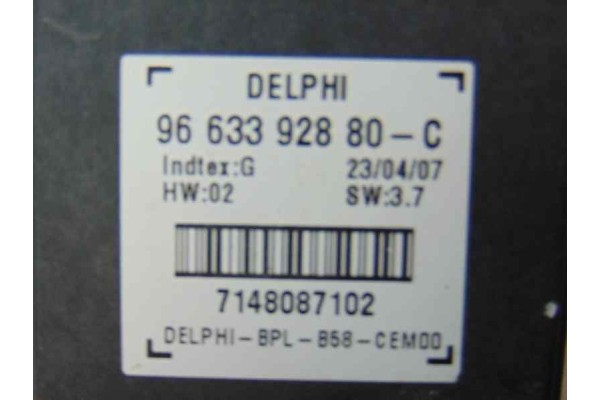 DELPHI
96 633 928 80-C
Indtex:G 23/04/07
HW:02 SW:3.7
7148087102
DELPHI-BPL-B58-CEM00